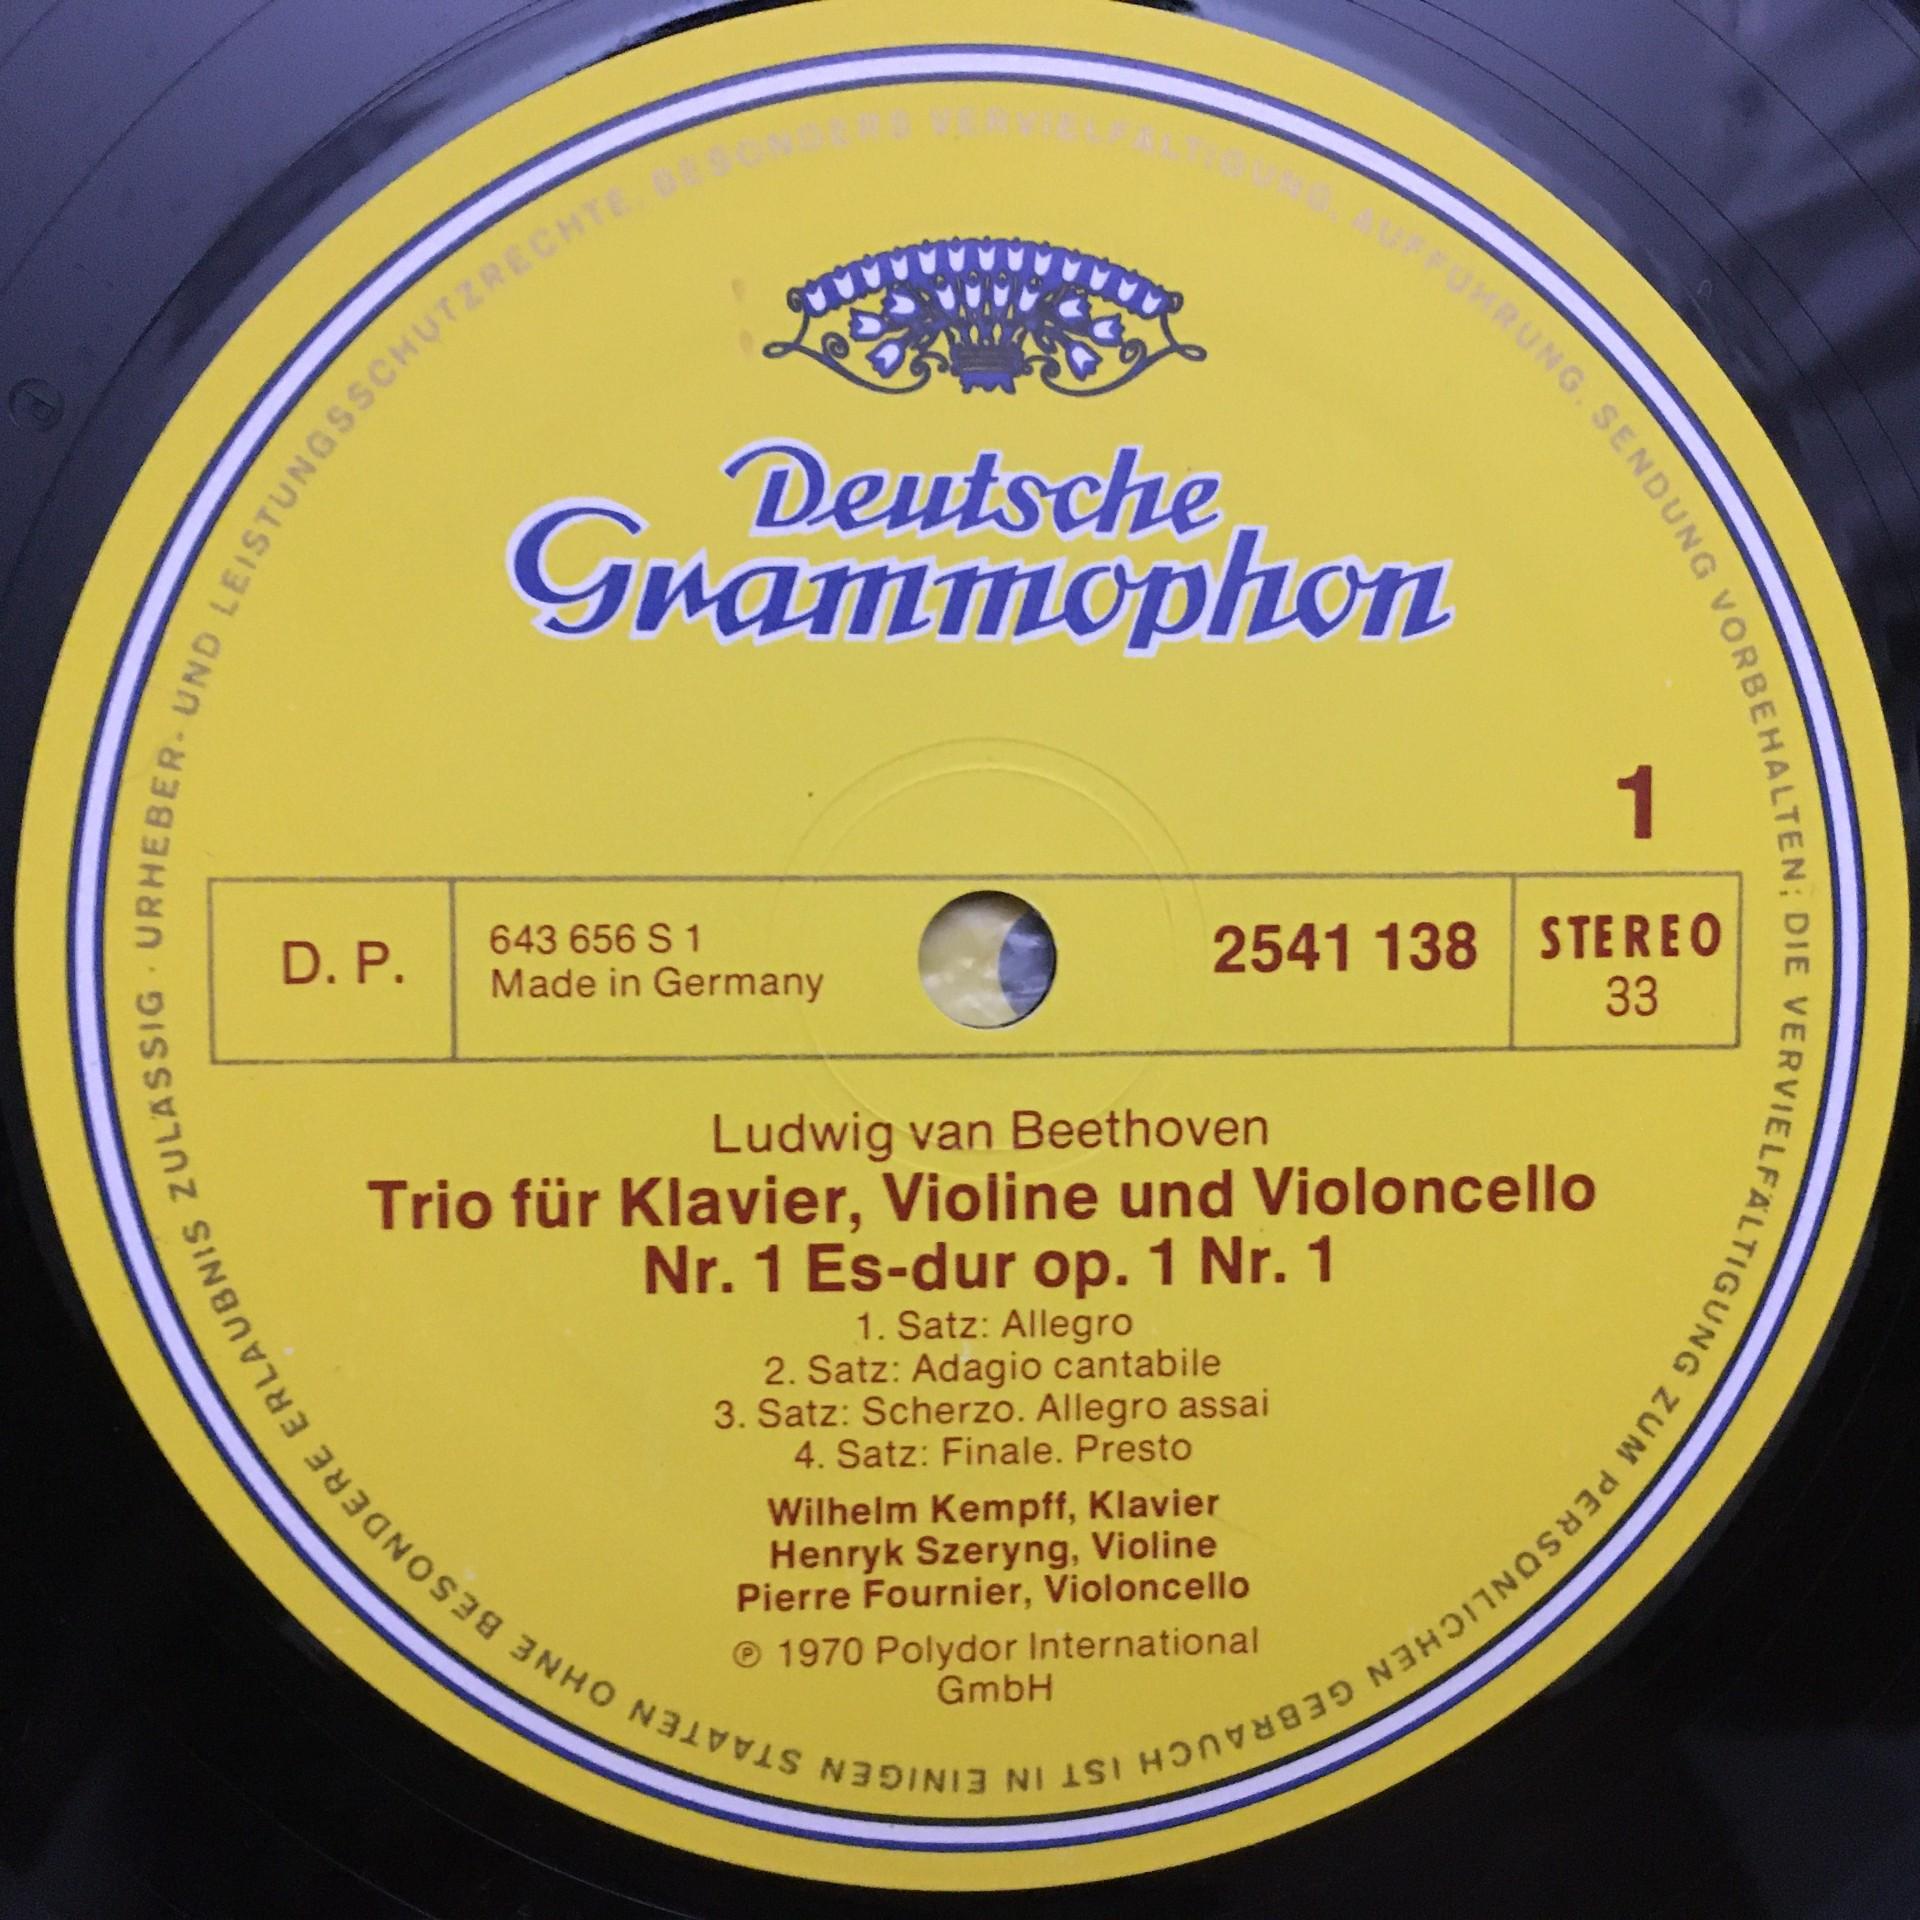 Deutsche
Grammophon
1
D. P.
643 656 S 1
Made in Germany
2541 138
STEREO
33
Ludwig van Beethoven
Trio für Klavier, Violine und Violoncello
Nr. 1 Es-dur op. 1 Nr. 1
1. Satz: Allegro
2. Satz: Adagio cantabile
3. Satz: Scherzo. Allegro assai
4. Satz: Finale. Presto
Wilhelm Kempff, Klavier
Henryk Szeryng, Violine
Pierre Fournier, Violoncello
℗ 1970 Polydor International
GmbH
URHEBER- UND LEISTUNGSSCHUTZRECHTE, BESONDERS VERVIELFÄLTIGUNG, AUFFÜHRUNG, SENDUNG VORBEHALTEN; DIE VERVIELFÄLTIGUNG ZUM PERSÖNLICHEN GEBRAUCH IST IN EINIGEN STAATEN OHNE BESONDERE ERLAUBNIS ZULÄSSIG ·